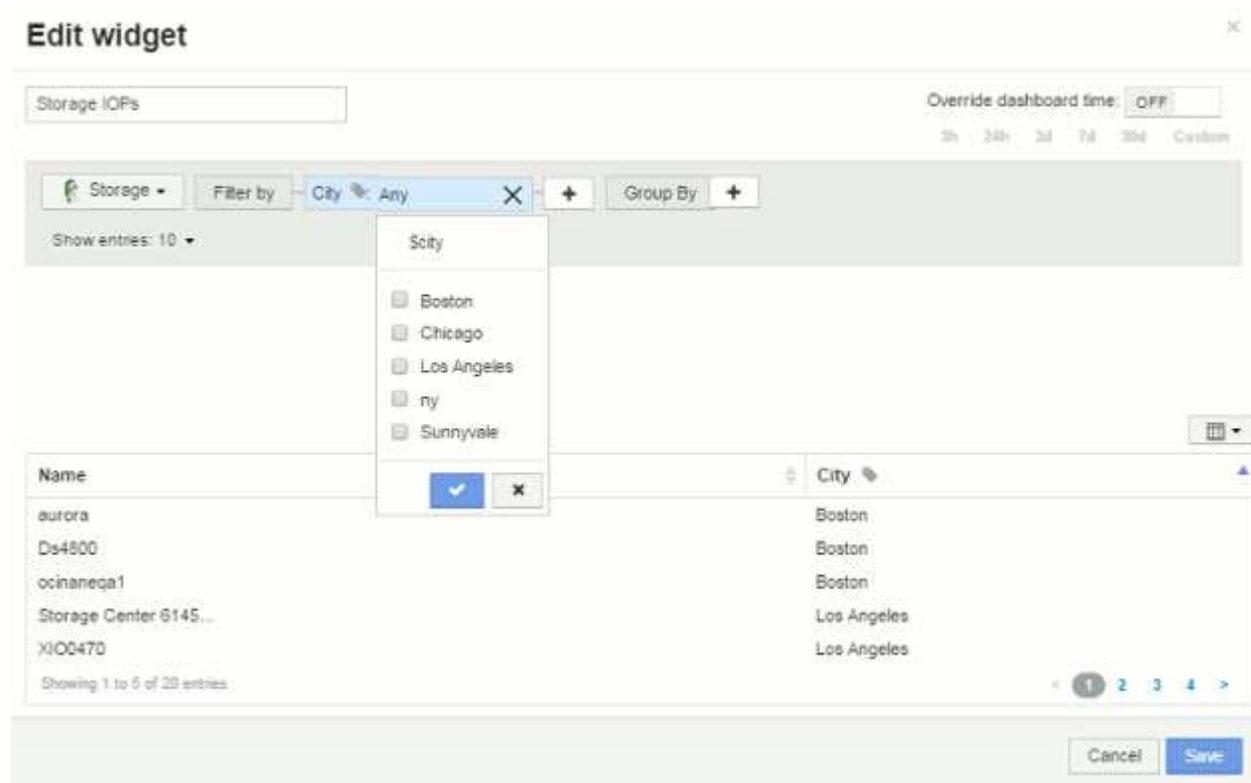 Edit widget
Storage IOPs
Override dashboard time: OFF
3h 24h 3d 7d 30d Custom
Storage Filter by City Any Group By
Show entries: 10
$city
Boston
Chicago
Los Angeles
ny
Sunnyvale
Name City
aurora Boston
Ds4800 Boston
ocinaneqa1 Boston
Storage Center 6145... Los Angeles
XIO0470 Los Angeles
Showing 1 to 5 of 20 entries < 1 2 3 4 >
Cancel Save